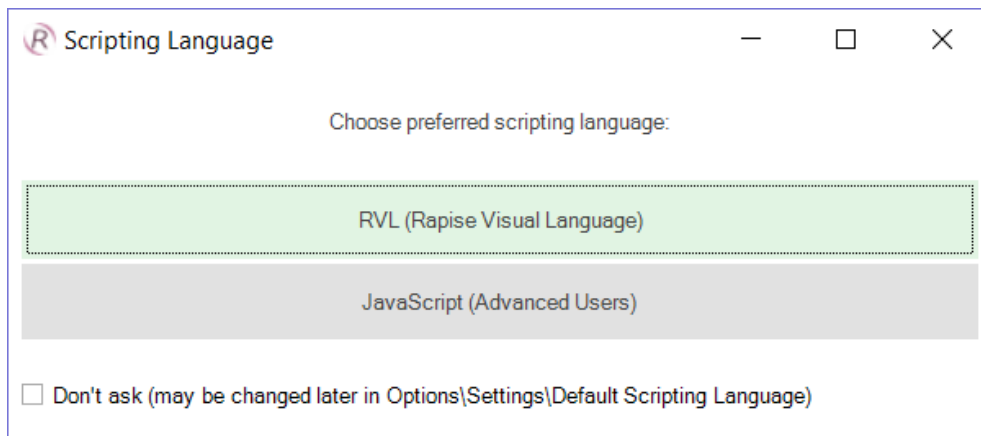 R Scripting Language
Choose preferred scripting language:
RVL (Rapise Visual Language)
JavaScript (Advanced Users)
Don't ask (may be changed later in Options\Settings\Default Scripting Language)